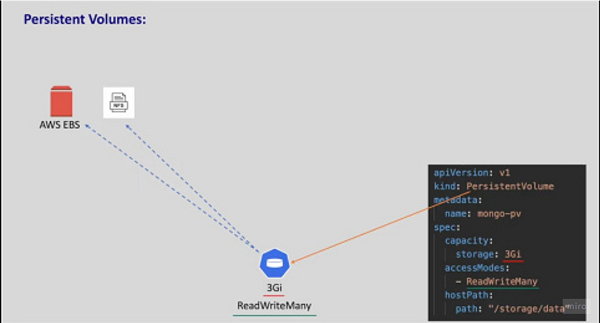 Persistent Volumes:
AWS EBS
NFS
3Gi
ReadWriteMany
apiVersion: v1
kind: PersistentVolume
metadata:
name: mongo-pv
spec:
capacity:
storage: 3Gi
accessModes:
- ReadWriteMany
hostPath:
path: "/storage/data"
miro